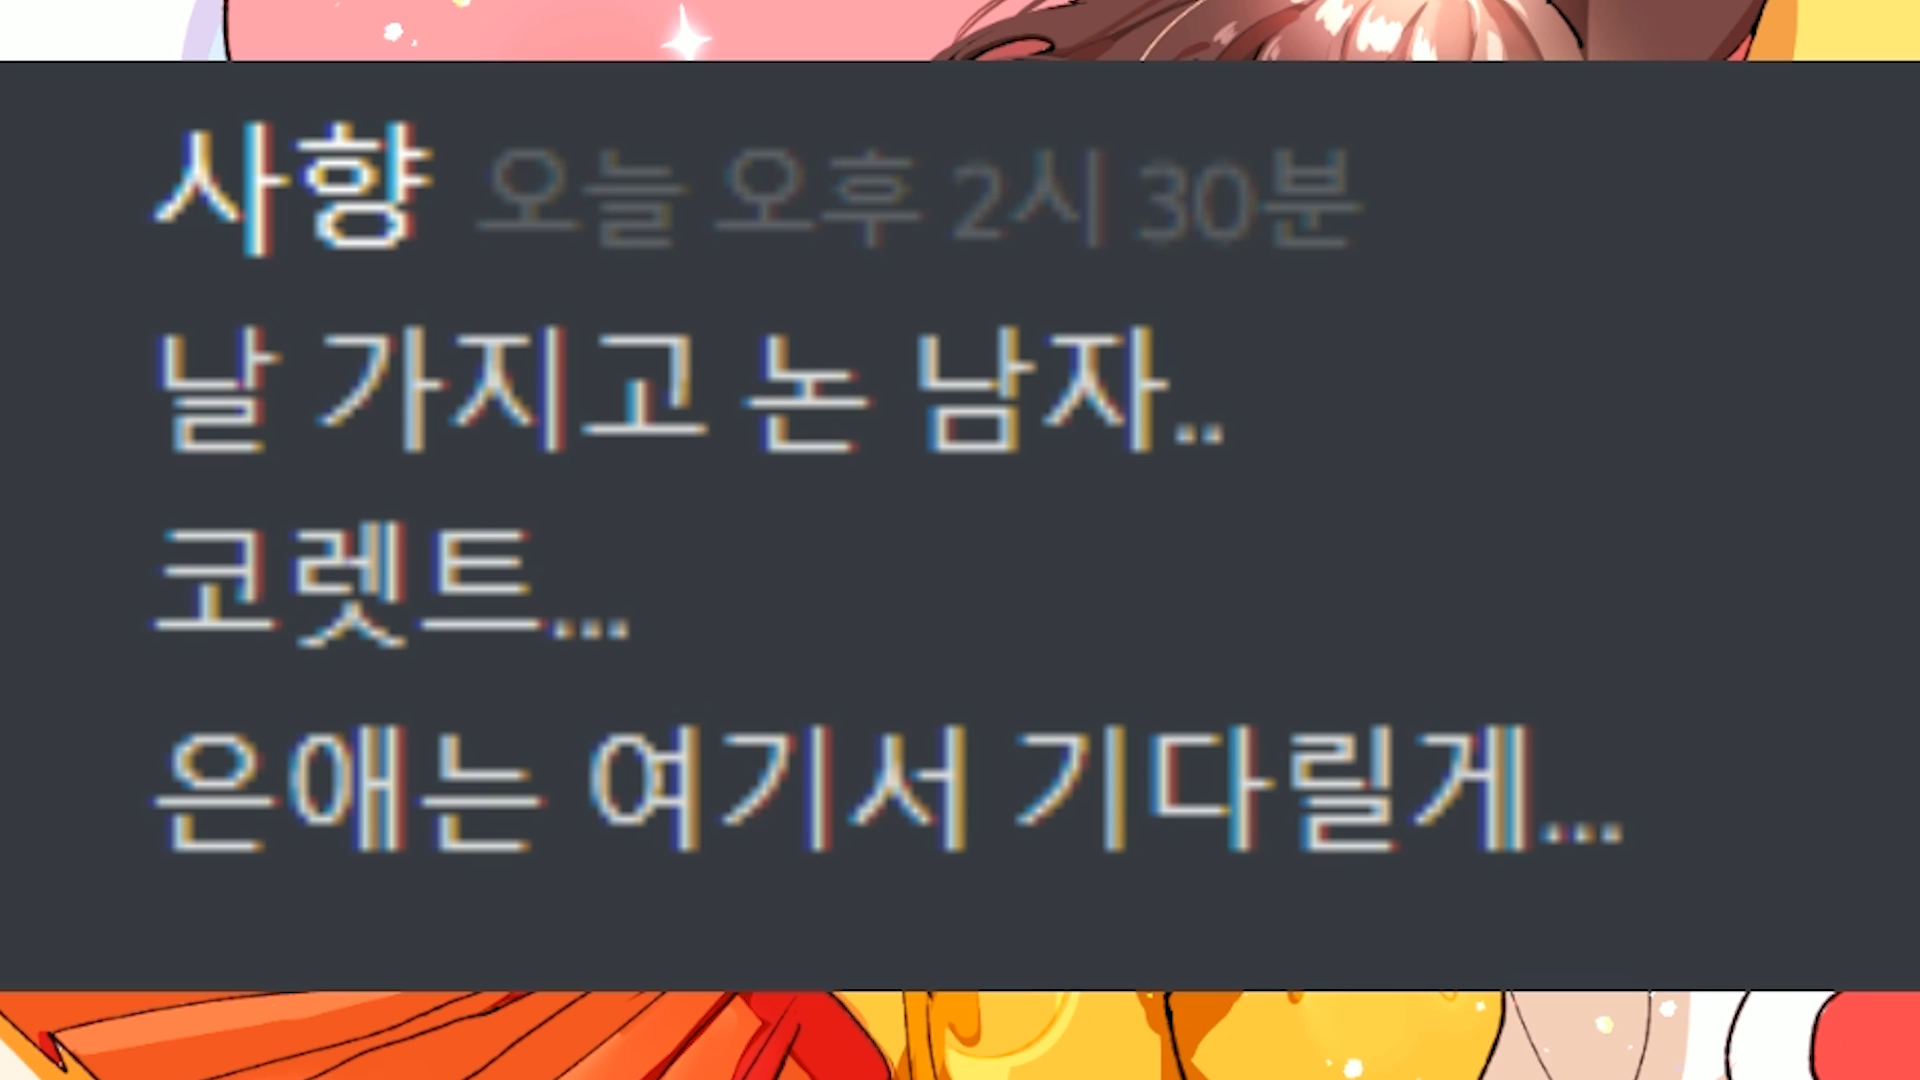 사향 오늘 오후 2시 30분
날 가지고 논 남자..
코렛트...
은애는 여기서 기다릴게...